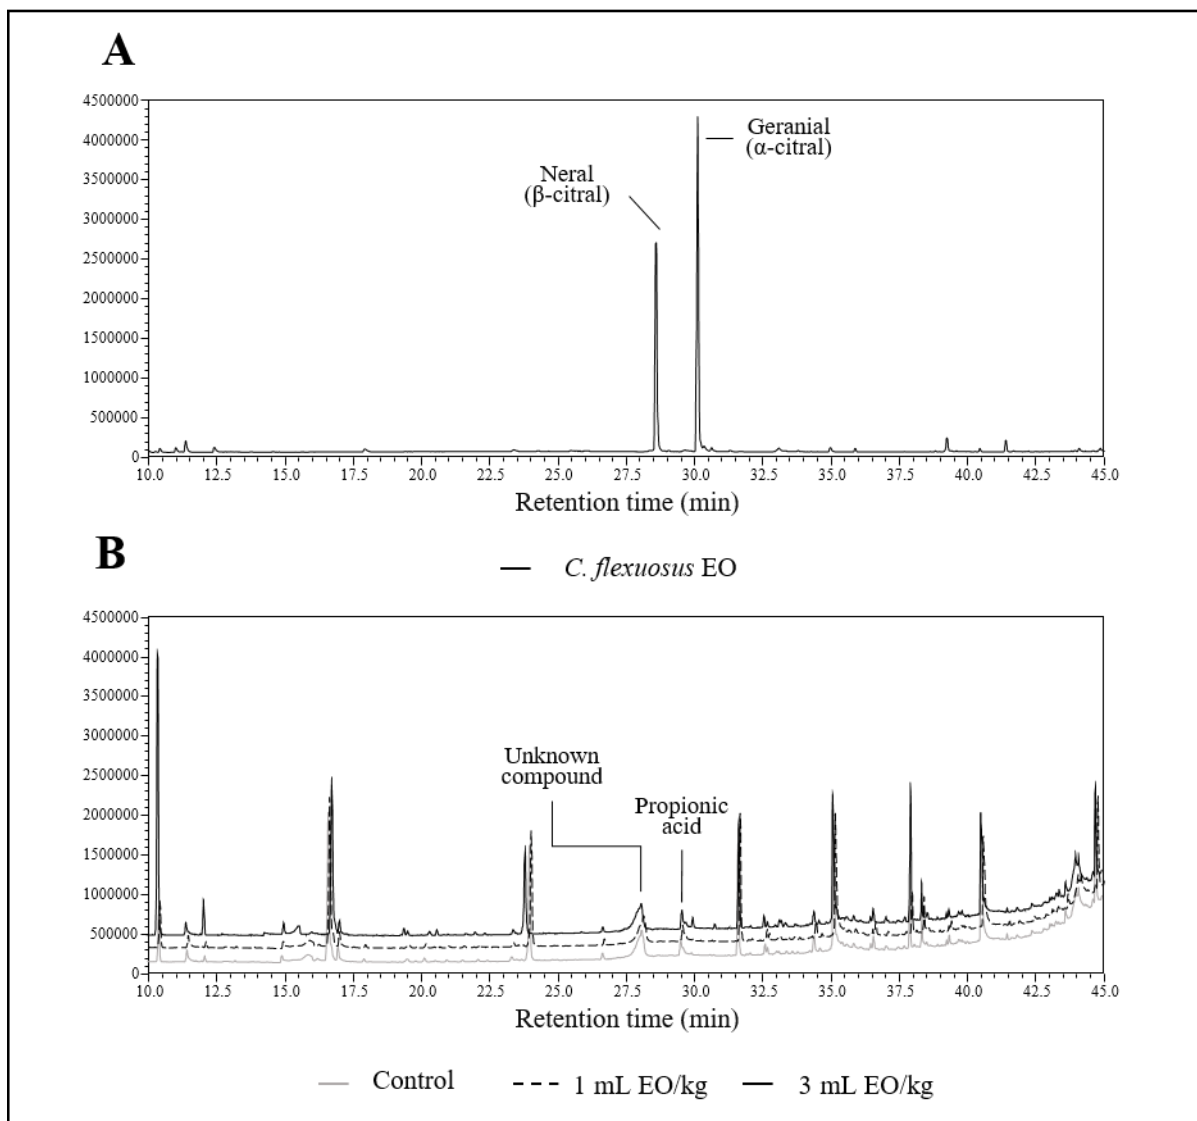 A
4500000
4000000
3500000
3000000
2500000
2000000
1500000
1000000
500000
0
Geranial
(α-citral)
Neral
(β-citral)
10.0 12.5 15.0 17.5 20.0 22.5 25.0 27.5 30.0 32.5 35.0 37.5 40.0 42.5 45.0
Retention time (min)
C. flexuosus EO
B
4500000
4000000
3500000
3000000
2500000
2000000
1500000
1000000
500000
0
Unknown
compound
Propionic
acid
10.0 12.5 15.0 17.5 20.0 22.5 25.0 27.5 30.0 32.5 35.0 37.5 40.0 42.5 45.0
Retention time (min)
Control 1 mL EO/kg 3 mL EO/kg